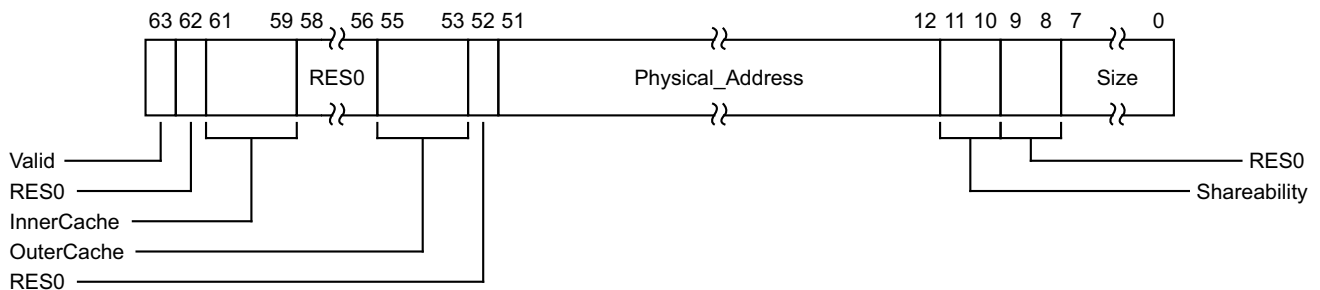 63 62 61 59 58 56 55 53 52 51 12 11 10 9 8 7 0
RES0 Physical_Address Size
Valid RES0
RES0 Shareability
InnerCache
OuterCache
RES0